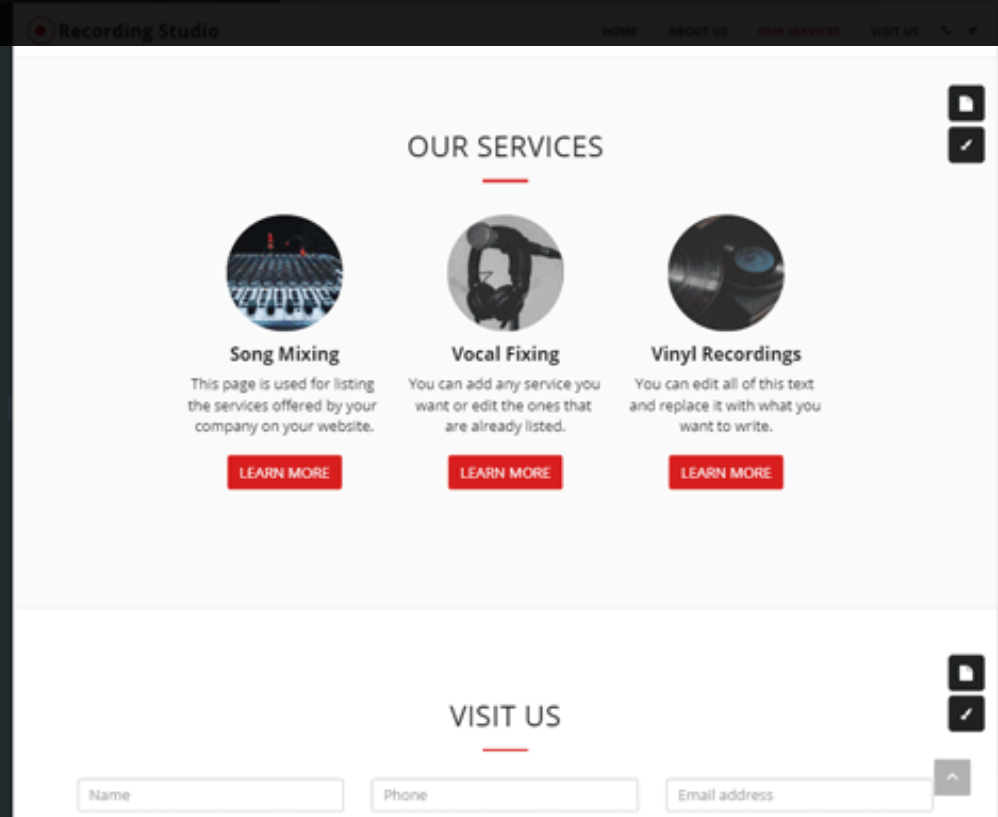 Recording Studio
HOME ABOUT US OUR SERVICES VISIT US
OUR SERVICES
Song Mixing
This page is used for listing
the services offered by your
company on your website.
LEARN MORE
Vocal Fixing
You can add any service you
want or edit the ones that
are already listed.
LEARN MORE
Vinyl Recordings
You can edit all of this text
and replace it with what you
want to write.
LEARN MORE
VISIT US
Name
Phone
Email address